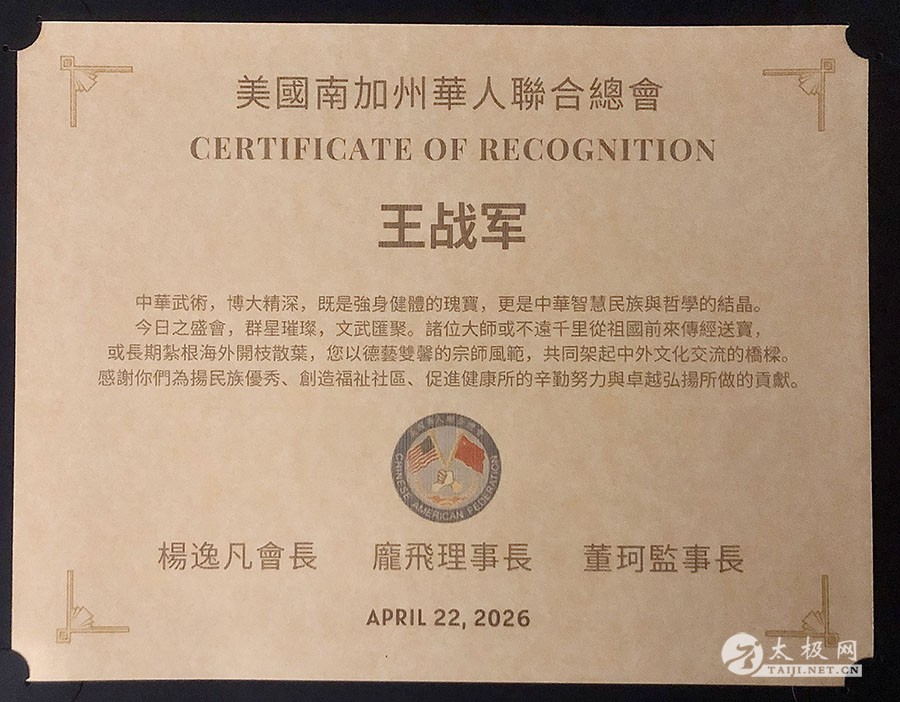 美國南加州華人聯合總會
CERTIFICATE OF RECOGNITION
王战军
中華武術，博大精深，既是強身健體的瑰寶，更是中華智慧民族與哲學的結晶。
今日之盛會，群星璀璨，文武匯聚。諸位大師或不遠千里從祖國前來傳經送寶，
或長期紮根海外開枝散葉，您以德藝雙馨的宗師風範，共同架起中外文化交流的橋樑。
感謝你們為揚民族優秀、創造福祉社區、促進健康所的辛勤努力與卓越弘揚所做的貢獻。
CHINESE AMERICAN FEDERATION
楊逸凡會長 龐飛理事長 董珂監事長
APRIL 22, 2026
太极网
TAIJI.NET.CN